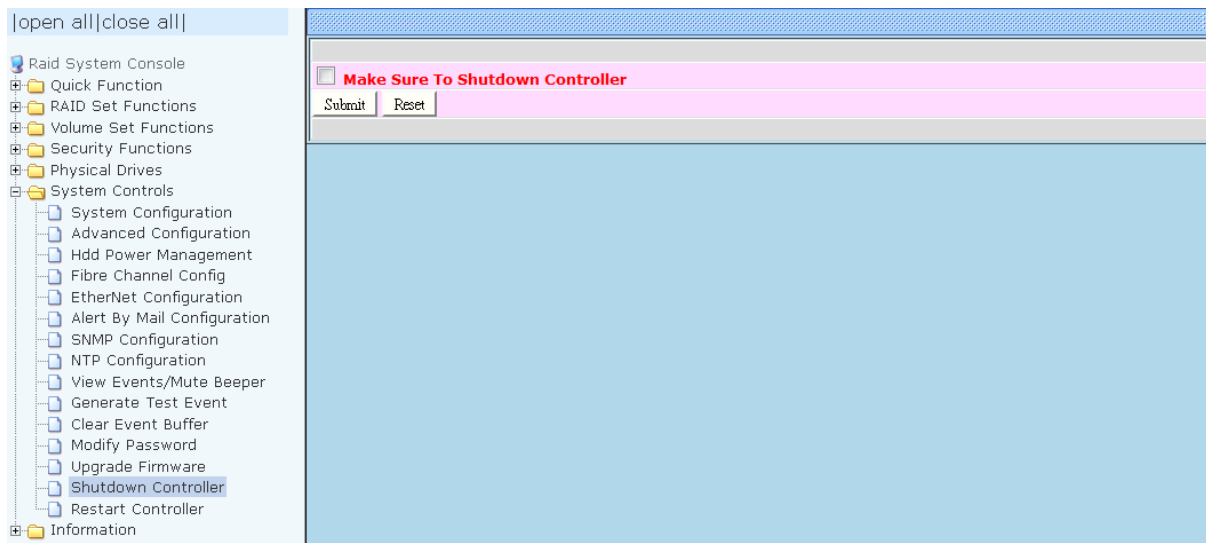 |open all|close all|
Raid System Console
Quick Function
RAID Set Functions
Volume Set Functions
Security Functions
Physical Drives
System Controls
System Configuration
Advanced Configuration
Hdd Power Management
Fibre Channel Config
EtherNet Configuration
Alert By Mail Configuration
SNMP Configuration
NTP Configuration
View Events/Mute Beeper
Generate Test Event
Clear Event Buffer
Modify Password
Upgrade Firmware
Shutdown Controller
Restart Controller
Information
Make Sure To Shutdown Controller
Submit Reset